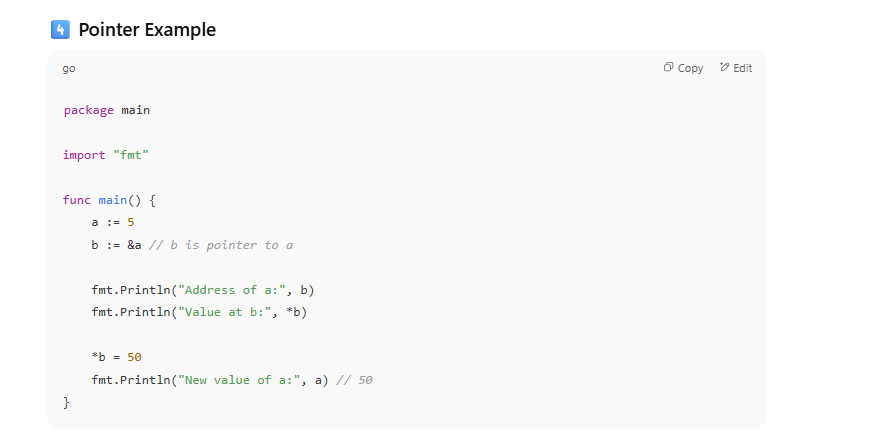 4 Pointer Example
go Copy Edit
package main
import "fmt"
func main() {
    a := 5
    b := &a // b is pointer to a
    fmt.Println("Address of a:", b)
    fmt.Println("Value at b:", *b)
    *b = 50
    fmt.Println("New value of a:", a) // 50
}